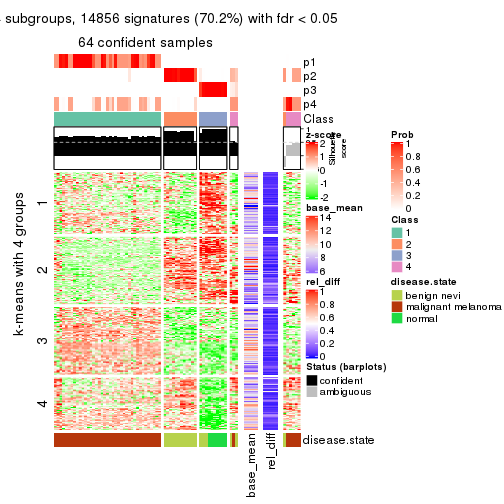 subgroups, 14856 signatures (70.2%) with fdr < 0.05
64 confident samples
p1
p2
p3
p4
Class
1
Silhouette
score
z-score
2
1
0
-1
-2
base_mean
14
12
10
8
6
rel_diff
1
0.8
0.6
0.4
0.2
0
Status (barplots)
confident
ambiguous
Prob
1
0.8
0.6
0.4
0.2
0
Class
1
2
3
4
disease.state
benign nevi
malignant melanoma
normal
k-means with 4 groups
1
2
3
4
base_mean
rel_diff
disease.state